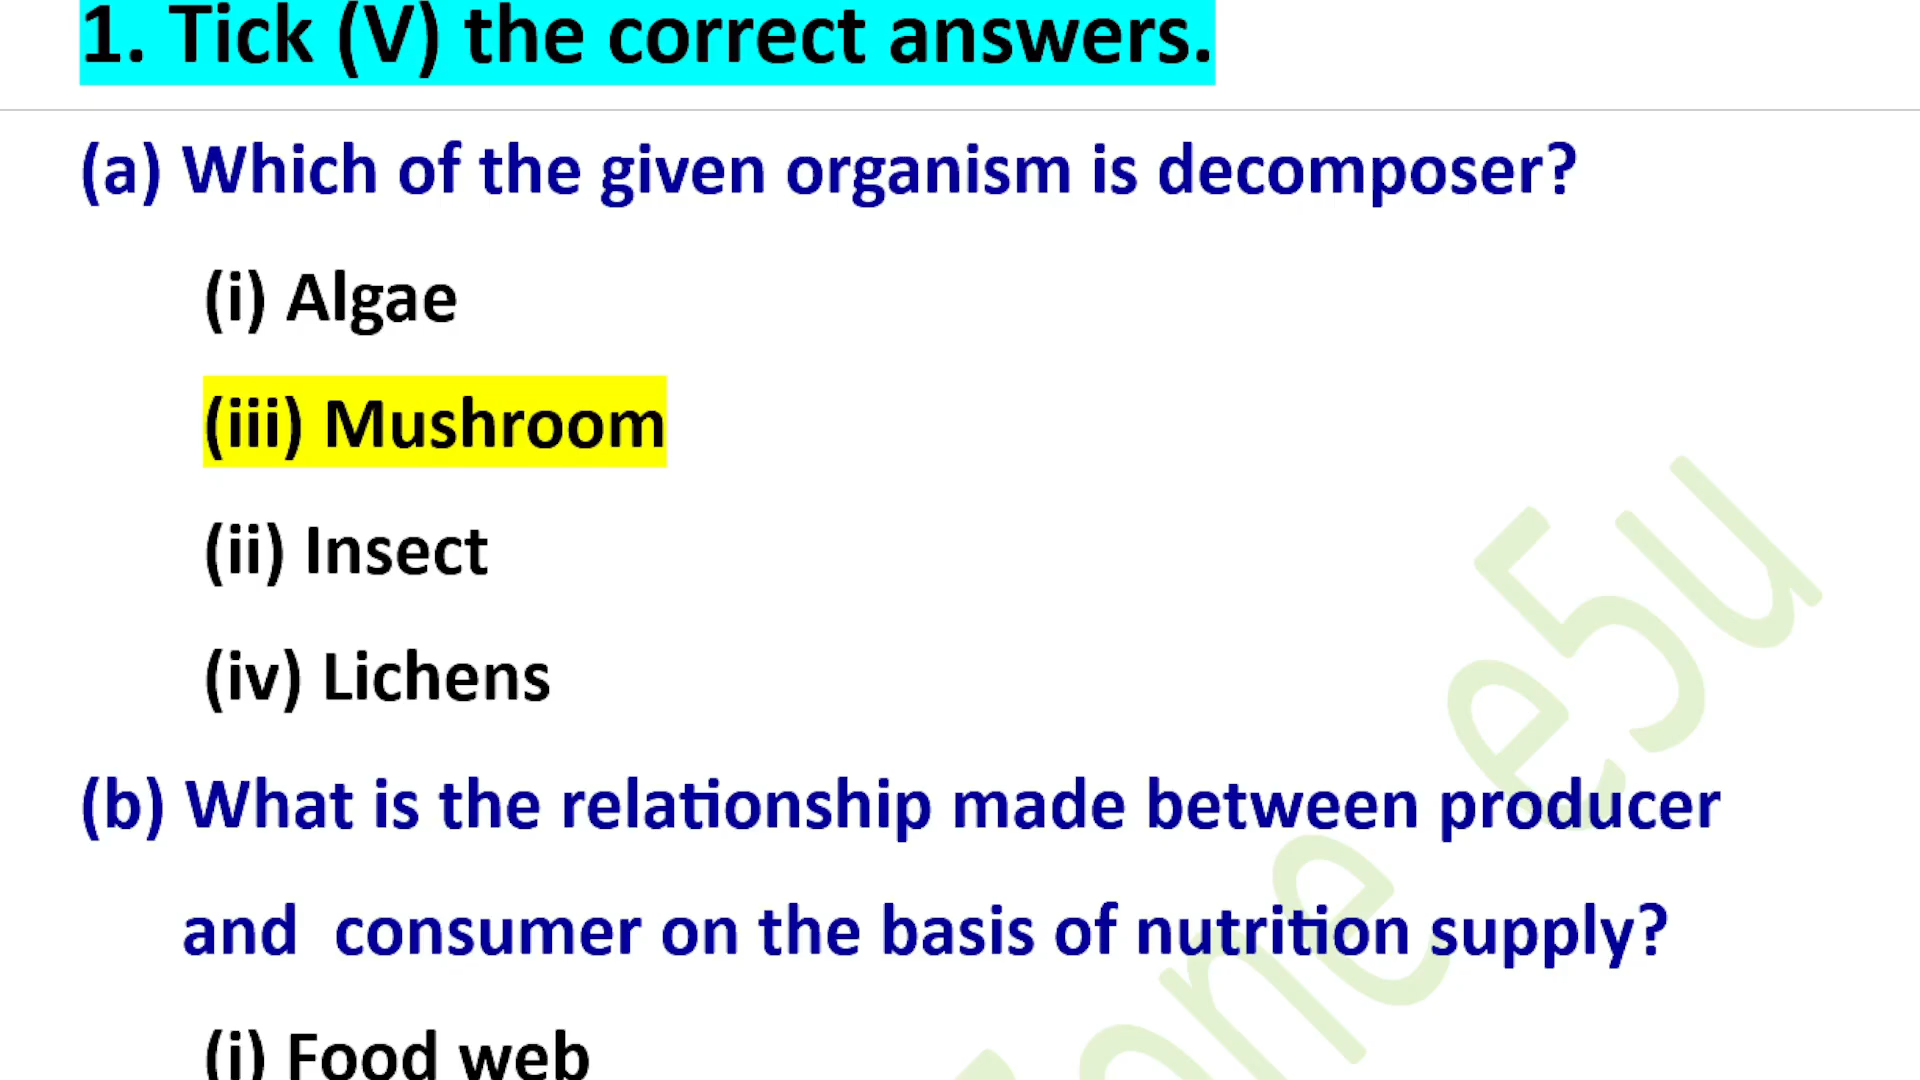 1. Tick (V) the correct answers.
(a) Which of the given organism is decomposer?
(i) Algae
(iii) Mushroom
(ii) Insect
(iv) Lichens
(b) What is the relationship made between producer
and consumer on the basis of nutrition supply?
(i) Food web